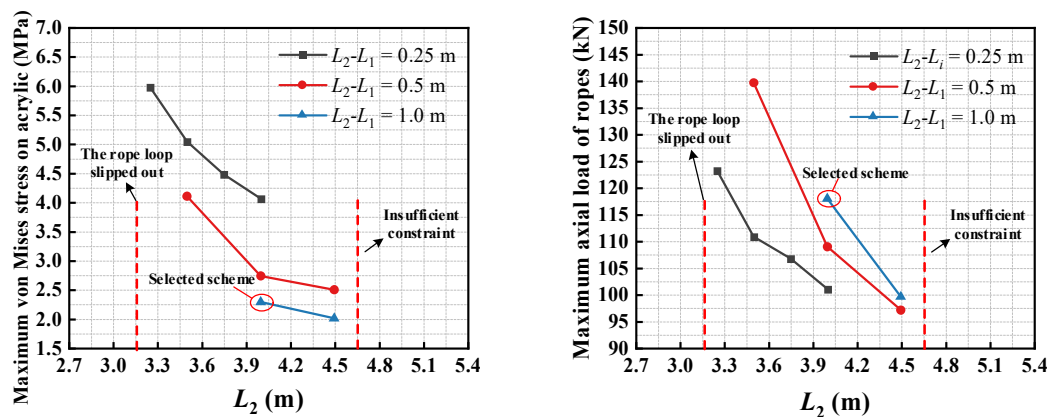 Maximum von Mises stress on acrylic (MPa)
7.0
6.5
6.0
5.5
5.0
4.5
4.0
3.5
3.0
2.5
2.0
1.5
L2-L1 = 0.25 m
L2-L1 = 0.5 m
L2-L1 = 1.0 m
The rope loop
slipped out
Insufficient
constraint
Selected scheme
2.7 3.0 3.3 3.6 3.9 4.2 4.5 4.8 5.1 5.4
L2 (m)
Maximum axial load of ropes (kN)
150
145
140
135
130
125
120
115
110
105
100
95
90
L2-Li = 0.25 m
L2-L1 = 0.5 m
L2-L1 = 1.0 m
The rope loop
slipped out
Selected scheme
Insufficient
constraint
2.7 3.0 3.3 3.6 3.9 4.2 4.5 4.8 5.1 5.4
L2 (m)